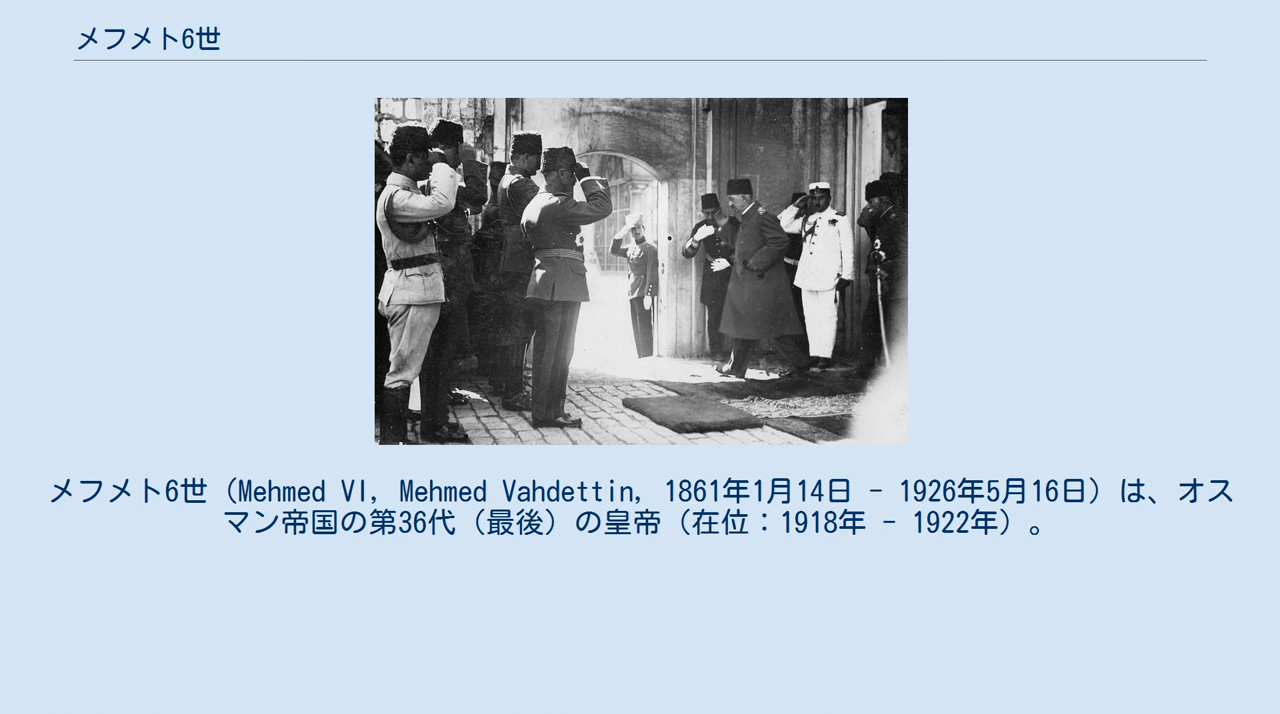 メフメト6世
メフメト6世（Mehmed VI, Mehmed Vahdettin, 1861年1月14日 - 1926年5月16日）は、オス
マン帝国の第36代（最後）の皇帝（在位：1918年 - 1922年）。